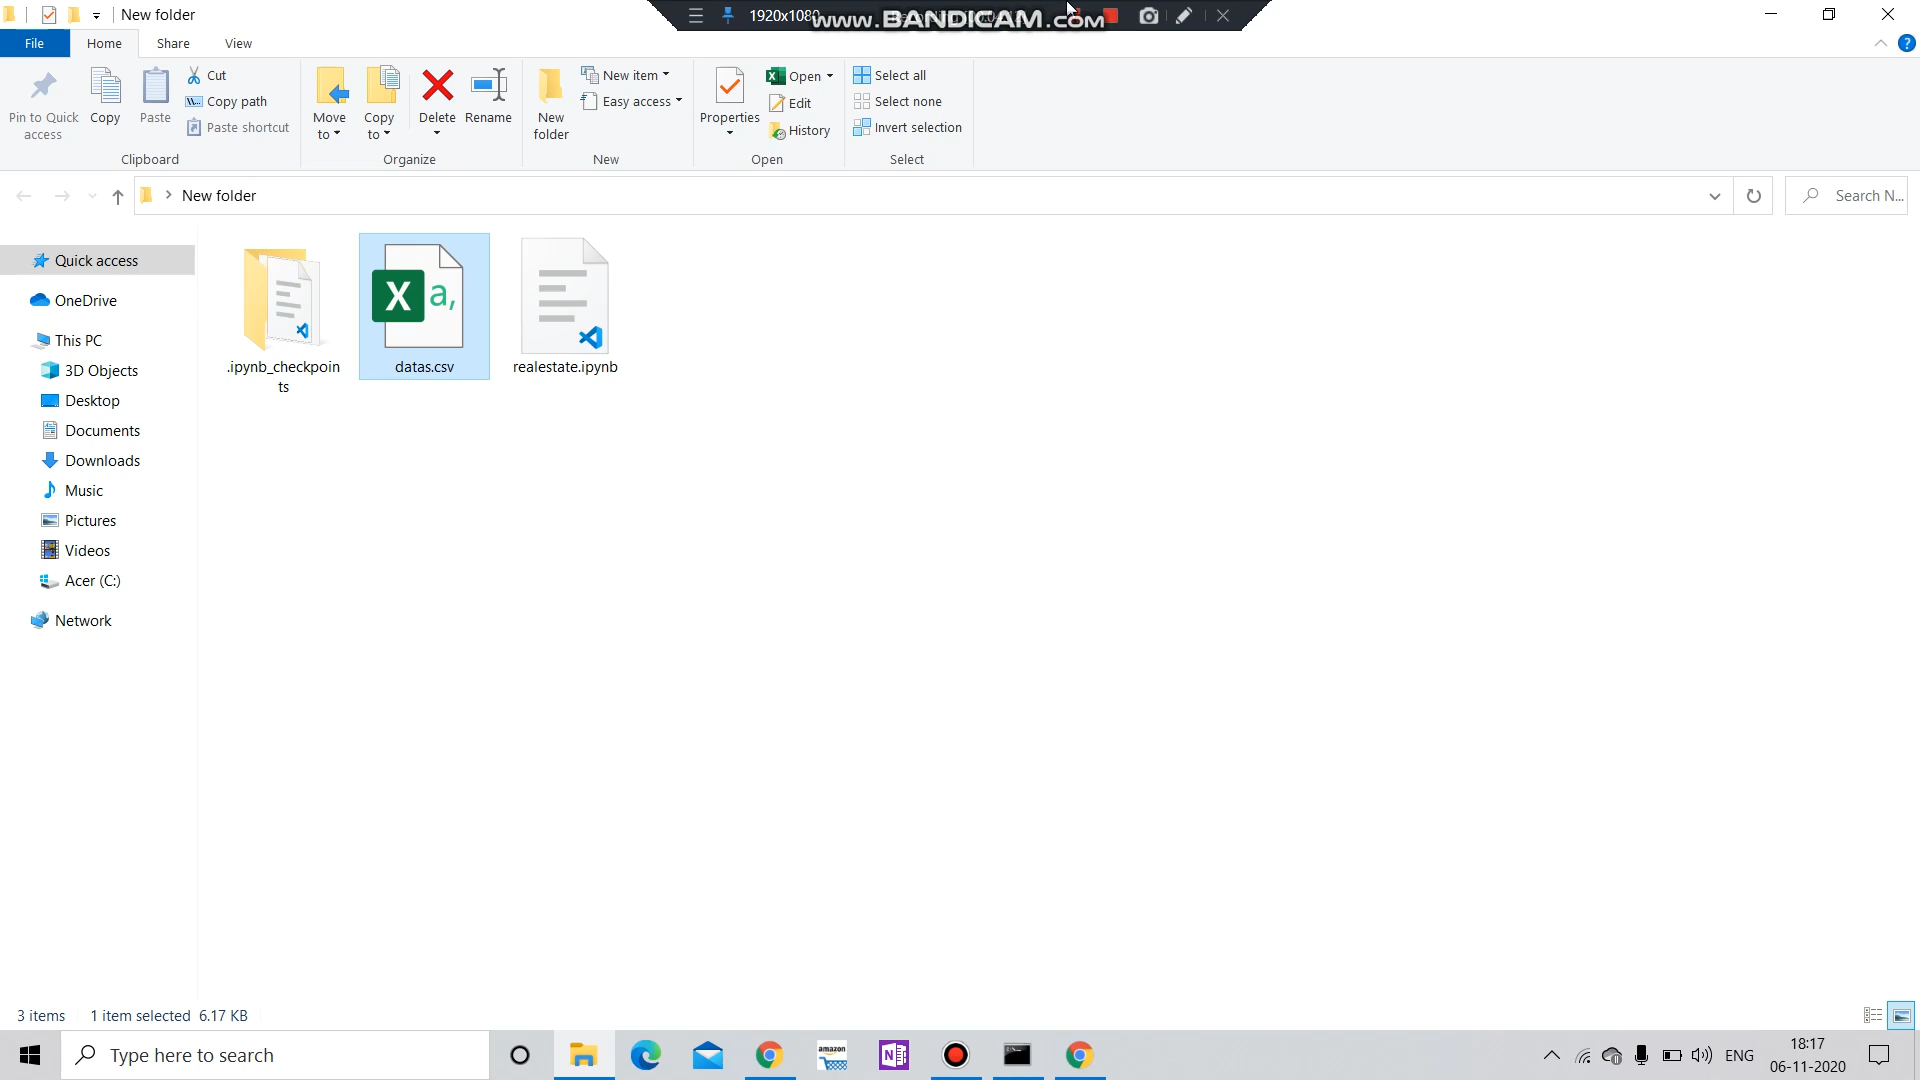 New folder
1920x1080
www.BANDICAM.com
File
Home
Share
View
Pin to Quick access
Copy
Paste
Cut
Copy path
Paste shortcut
Clipboard
Move to
Copy to
Delete
Rename
Organize
New folder
New item
Easy access
New
Properties
Open
Edit
History
Open
Select all
Select none
Invert selection
Select
New folder
Search N...
Quick access
OneDrive
This PC
3D Objects
Desktop
Documents
Downloads
Music
Pictures
Videos
Acer (C:)
Network
.ipynb_checkpoin
ts
X a,
datas.csv
realestate.ipynb
3 items 1 item selected 6.17 KB
Type here to search
amazon
N
ENG
18:17
06-11-2020